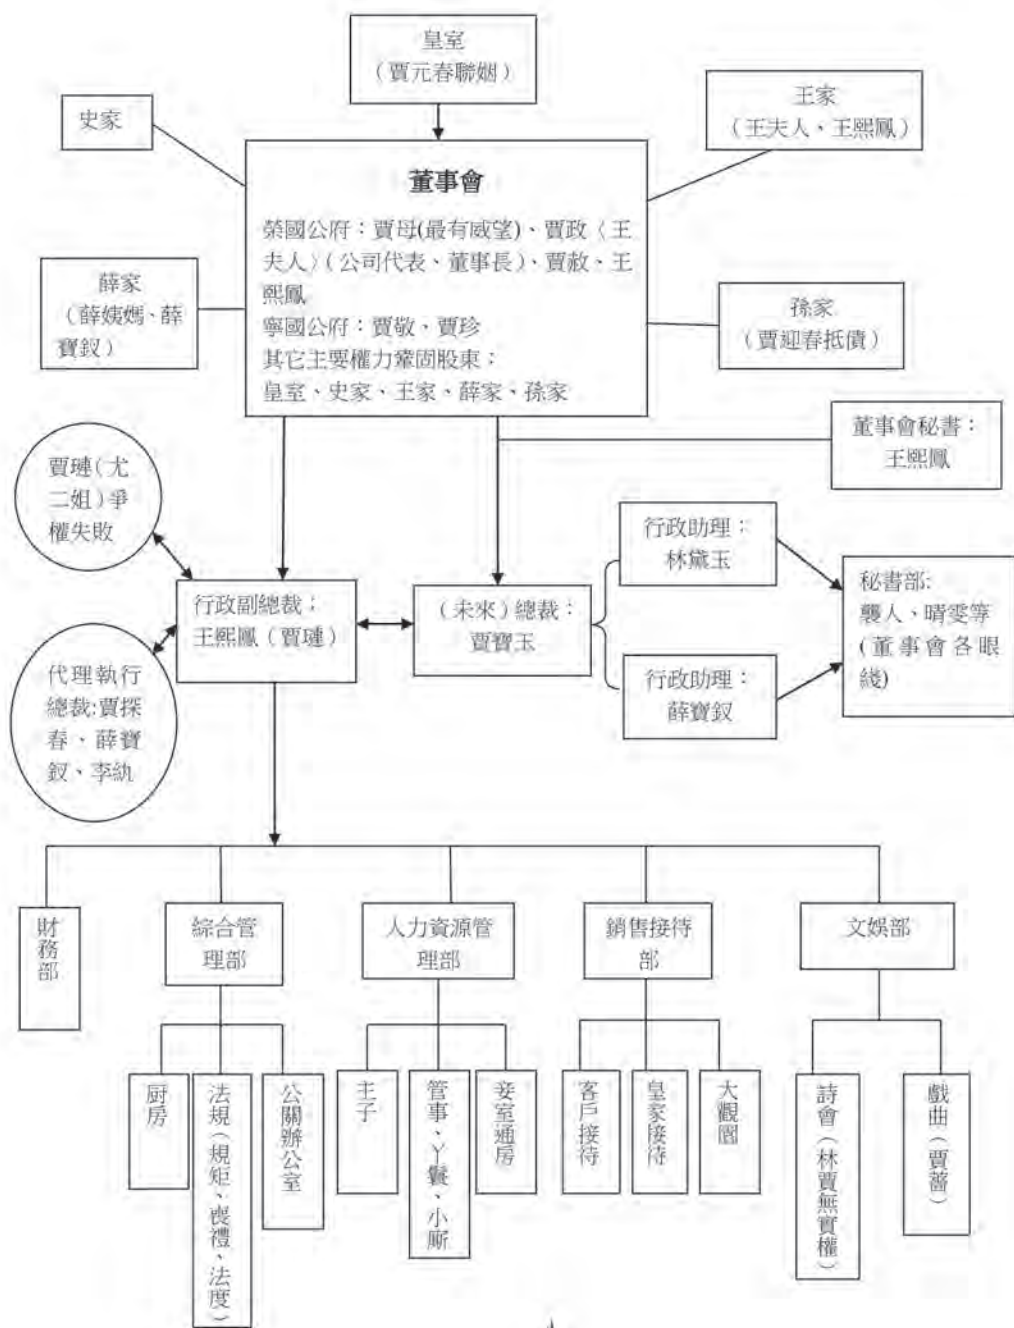 皇室
（賈元春聯姻）
史家
王家
（王夫人、王熙鳳）
董事會
榮國公府：賈母(最有威望)、賈政〈王
夫人〉（公司代表、董事長）、賈赦、王
熙鳳
寧國公府：賈敬、賈珍
其它主要權力鞏固股東：
皇室、史家、王家、薛家、孫家
薛家
（薛姨媽、薛
寶釵）
孫家
（賈迎春抵債）
董事會秘書：
王熙鳳
賈璉（尤
二姐）爭
權失敗
行政副總裁：
王熙鳳（賈璉）
（未來）總裁：
賈寶玉
行政助理：
林黛玉
行政助理：
薛寶釵
秘書部:
襲人、晴雯等
(董事會各眼
綫)
代理執行
總裁:賈探
春、薛寶
釵、李紈
財務部
綜合管
理部
人力資源管
理部
銷售接待
部
文娛部
厨房
法規（規矩、喪禮、法度）
公關辦公室
主子
管事、丫鬟、小厮
妾室通房
客戶接待
皇家接待
大觀園
詩會（林賈無實權）
戲曲（賈薔）